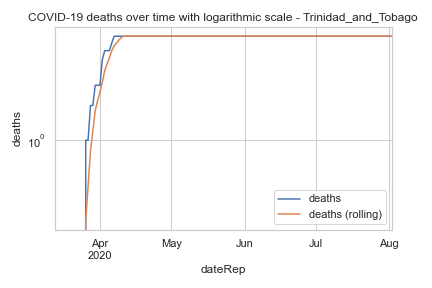 COVID-19 deaths over time with logarithmic scale - Trinidad_and_Tobago
deaths
10⁰
deaths
deaths (rolling)
Apr
2020
May
Jun
Jul
Aug
dateRep